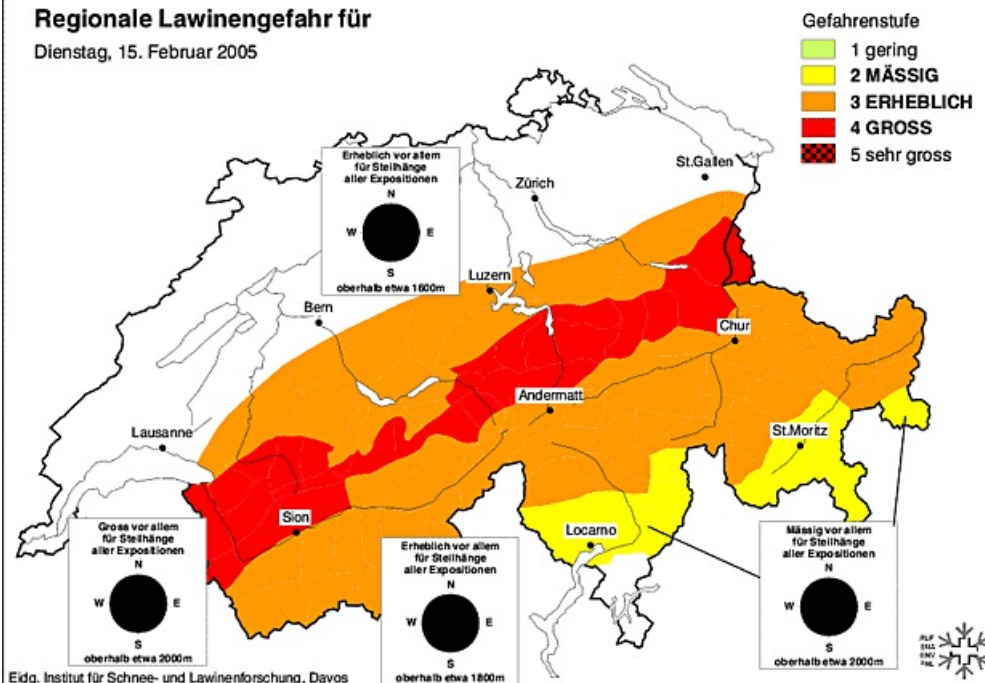 Regionale Lawinengefahr für
Dienstag, 15. Februar 2005
Gefahrenstufe
1 gering
2 MÄSSIG
3 ERHEBLICH
4 GROSS
5 sehr gross
Erheblich vor allem
für Steilhänge
aller Expositionen
N
W E
S
oberhalb etwa 1600m
St.Gallen
Zürich
Luzern
Bern
Chur
Andermatt
Lausanne
St.Moritz
Sion
Locarno
Gross vor allem
für Steilhänge
aller Expositionen
N
W E
S
oberhalb etwa 2000m
Erheblich vor allem
für Steilhänge
aller Expositionen
N
W E
S
oberhalb etwa 1800m
Mässig vor allem
für Steilhänge
aller Expositionen
N
W E
S
oberhalb etwa 2000m
Eidg. Institut für Schnee- und Lawinenforschung, Davos